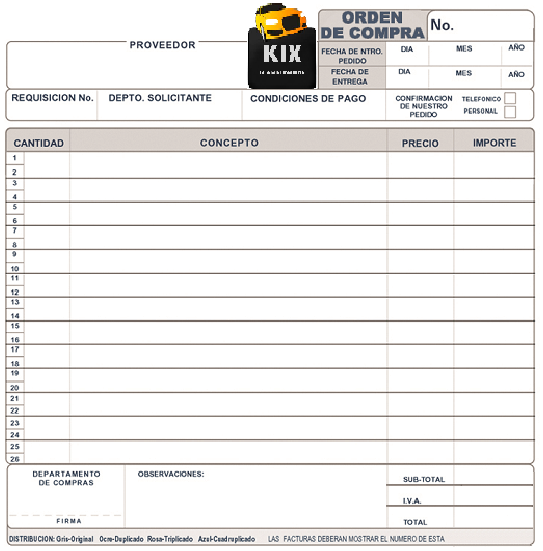 ORDEN
DE COMPRA
No.
PROVEEDOR
KIX
FECHA DE INTRO.
PEDIDO
DIA MES AÑO
FECHA DE
ENTREGA
DIA MES AÑO
REQUISICION No. DEPTO. SOLICITANTE CONDICIONES DE PAGO
CONFIRMACION
DE NUESTRO
PEDIDO
TELEFONICO
PERSONAL
CANTIDAD CONCEPTO PRECIO IMPORTE
1
2
3
4
5
6
7
8
9
10
11
12
13
14
15
16
17
18
19
20
21
22
23
24
25
26
DEPARTAMENTO
DE COMPRAS
FIRMA
OBSERVACIONES:
SUB-TOTAL
I.V.A.
TOTAL
DISTRIBUCION: Gris-Original Ocre-Duplicado Rosa-Triplicado Azul-Cuadruplicado LAS FACTURAS DEBERAN MOSTRAR EL NUMERO DE ESTA